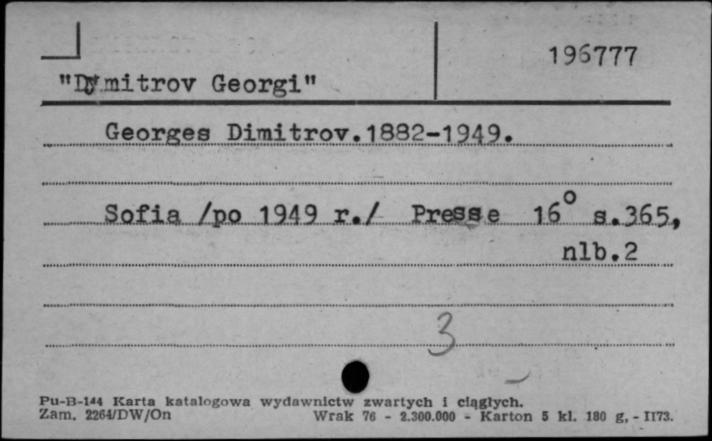 196777
"Dymitrov Georgi"
Georges Dimitrov.1882-1949.
Sofia /po 1949 r./ Presse 16° s.365,
nlb.2
3
Pu-B-144 Karta katalogowa wydawnictw zwartych i ciągłych.
Zam. 2264/DW/On Wrak 76 - 2.300.000 - Karton 5 kl. 180 g. - II73.